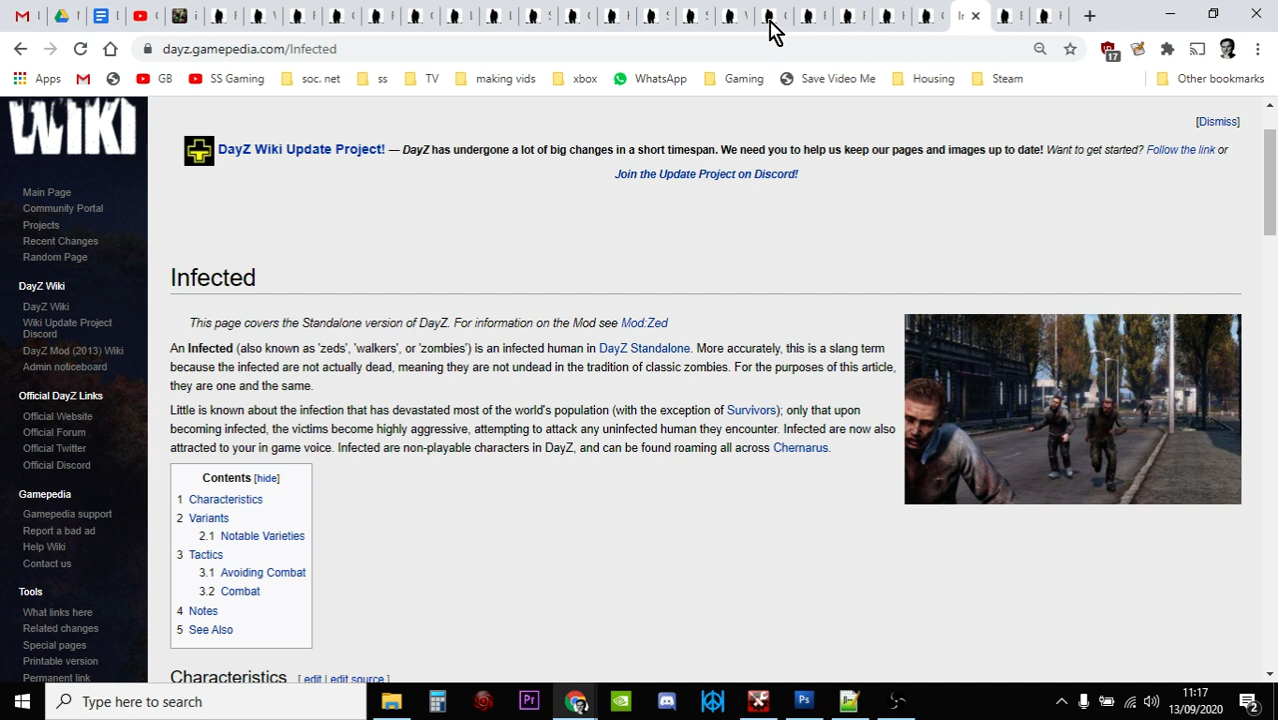 dayz.gamepedia.com/Infected
17
Apps GB SS Gaming soc. net ss TV making vids xbox WhatsApp Gaming Save Video Me Housing Steam Other bookmarks
WIKI
[Dismiss]
DayZ Wiki Update Project! — DayZ has undergone a lot of big changes in a short timespan. We need you to help us keep our pages and images up to date! Want to get started? Follow the link or
Join the Update Project on Discord!
Main Page
Community Portal
Projects
Recent Changes
Random Page
DayZ Wiki
DayZ Wiki
Wiki Update Project
Discord
DayZ Mod (2013) Wiki
Admin noticeboard
Official DayZ Links
Official Website
Official Forum
Official Twitter
Official Discord
Gamepedia
Gamepedia support
Report a bad ad
Help Wiki
Contact us
Tools
What links here
Related changes
Special pages
Printable version
Permanent link
Infected
This page covers the Standalone version of DayZ. For information on the Mod see Mod:Zed
An Infected (also known as 'zeds', 'walkers', or 'zombies') is an infected human in DayZ Standalone. More accurately, this is a slang term
because the infected are not actually dead, meaning they are not undead in the tradition of classic zombies. For the purposes of this article,
they are one and the same.
Little is known about the infection that has devastated most of the world's population (with the exception of Survivors); only that upon
becoming infected, the victims become highly aggressive, attempting to attack any uninfected human they encounter. Infected are now also
attracted to your in game voice. Infected are non-playable characters in DayZ, and can be found roaming all across Chernarus.
Contents [hide]
1 Characteristics
2 Variants
2.1 Notable Varieties
3 Tactics
3.1 Avoiding Combat
3.2 Combat
4 Notes
5 See Also
Characteristics [ edit | edit source ]
Type here to search
Pr
Ps
11:17
13/09/2020
2